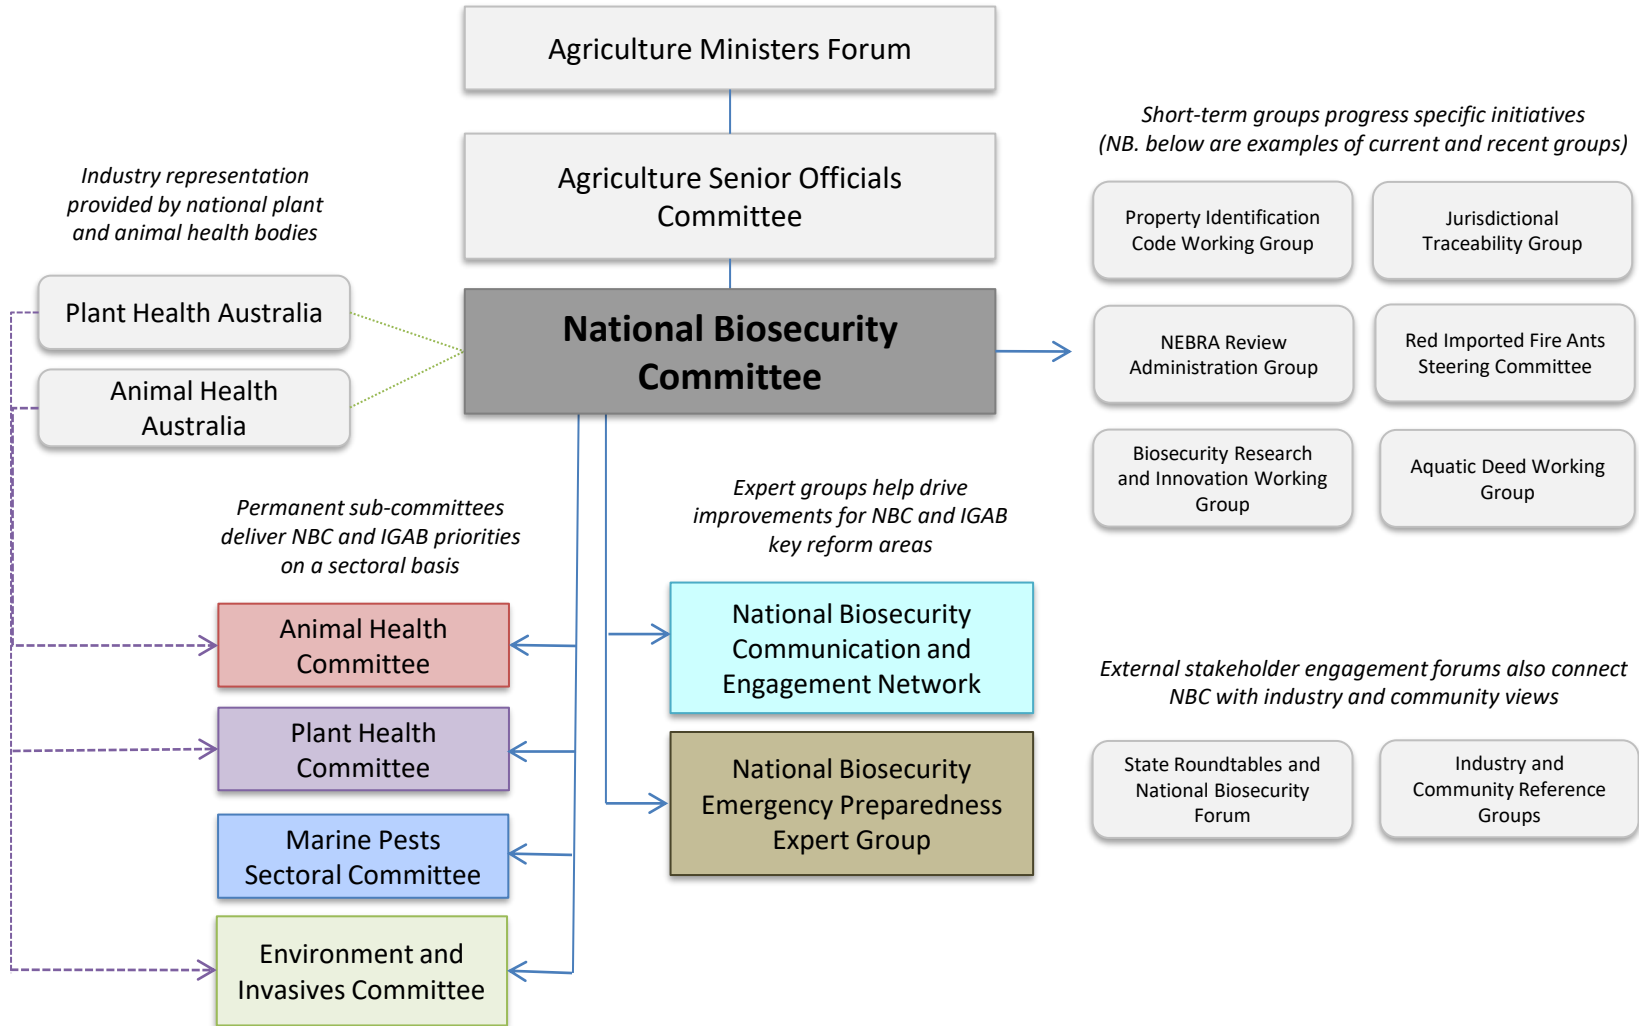 Agriculture Ministers Forum
Agriculture Senior Officials
Committee
National Biosecurity
Committee
Industry representation
provided by national plant
and animal health bodies
Plant Health Australia
Animal Health
Australia
Short-term groups progress specific initiatives
(NB. below are examples of current and recent groups)
Property Identification
Code Working Group
Jurisdictional
Traceability Group
NEBRA Review
Administration Group
Red Imported Fire Ants
Steering Committee
Biosecurity Research
and Innovation Working
Group
Aquatic Deed Working
Group
Permanent sub-committees
deliver NBC and IGAB priorities
on a sectoral basis
Animal Health
Committee
Plant Health
Committee
Marine Pests
Sectoral Committee
Environment and
Invasives Committee
Expert groups help drive
improvements for NBC and IGAB
key reform areas
National Biosecurity
Communication and
Engagement Network
National Biosecurity
Emergency Preparedness
Expert Group
External stakeholder engagement forums also connect
NBC with industry and community views
State Roundtables and
National Biosecurity
Forum
Industry and
Community Reference
Groups